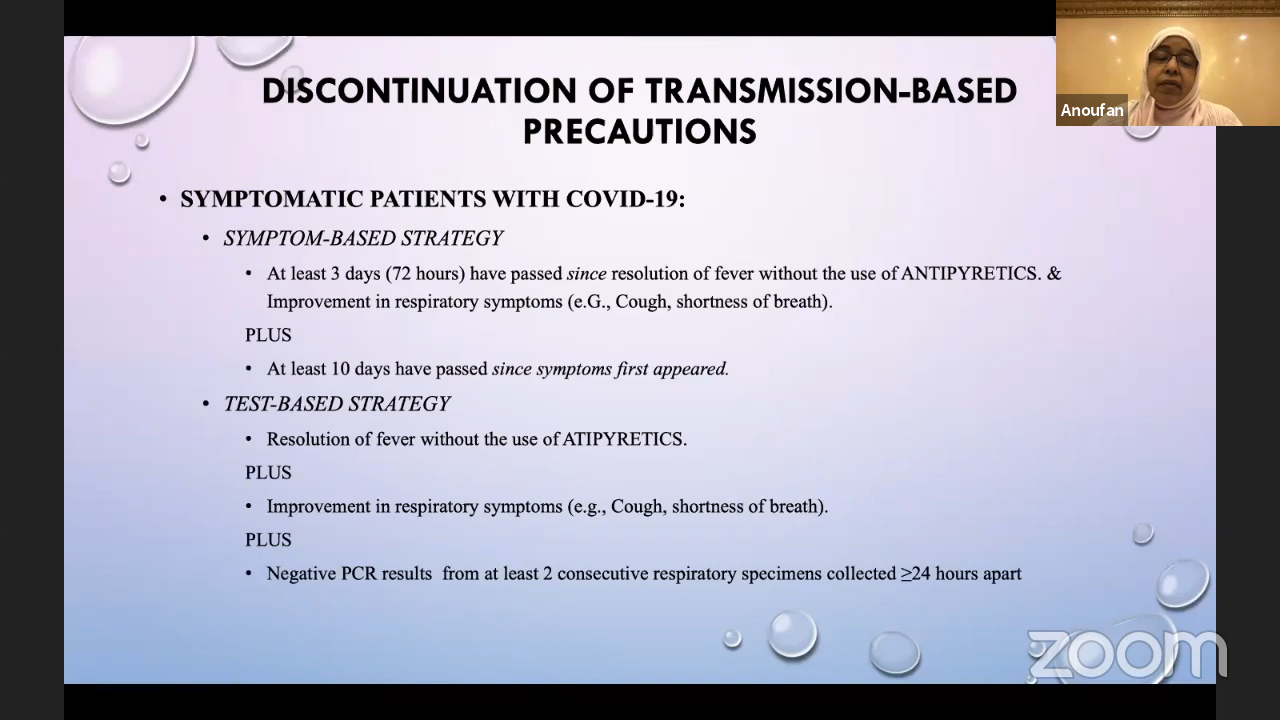 DISCONTINUATION OF TRANSMISSION-BASED
PRECAUTIONS
Anoufan
• SYMPTOMATIC PATIENTS WITH COVID-19:
• SYMPTOM-BASED STRATEGY
• At least 3 days (72 hours) have passed since resolution of fever without the use of ANTIPYRETICS. &
Improvement in respiratory symptoms (e.G., Cough, shortness of breath).
PLUS
• At least 10 days have passed since symptoms first appeared.
• TEST-BASED STRATEGY
• Resolution of fever without the use of ATIPYRETICS.
PLUS
• Improvement in respiratory symptoms (e.g., Cough, shortness of breath).
PLUS
• Negative PCR results from at least 2 consecutive respiratory specimens collected ≥24 hours apart
zoom